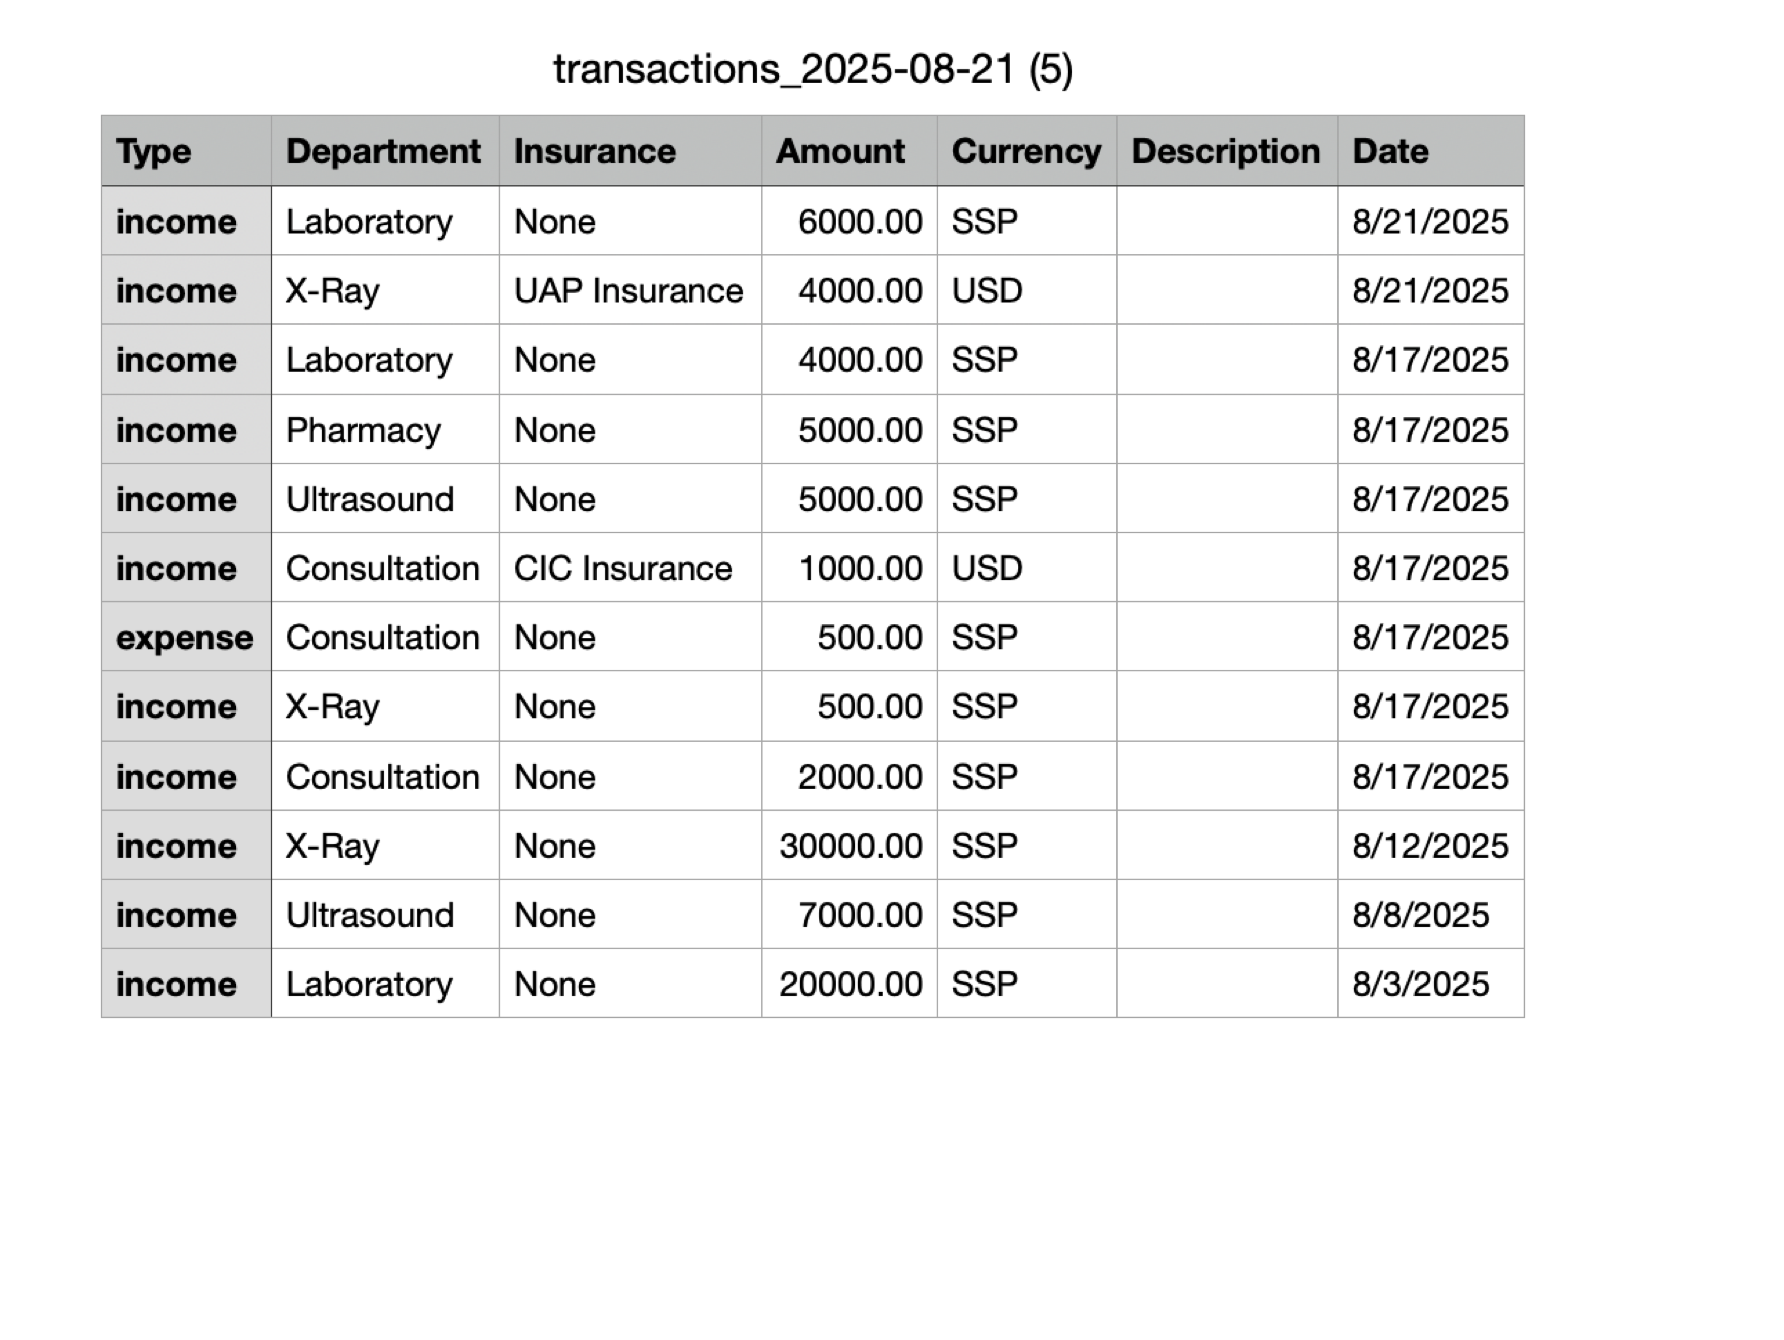 transactions_2025-08-21 (5)
Type Department Insurance Amount Currency Description Date
income Laboratory None 6000.00 SSP 8/21/2025
income X-Ray UAP Insurance 4000.00 USD 8/21/2025
income Laboratory None 4000.00 SSP 8/17/2025
income Pharmacy None 5000.00 SSP 8/17/2025
income Ultrasound None 5000.00 SSP 8/17/2025
income Consultation CIC Insurance 1000.00 USD 8/17/2025
expense Consultation None 500.00 SSP 8/17/2025
income X-Ray None 500.00 SSP 8/17/2025
income Consultation None 2000.00 SSP 8/17/2025
income X-Ray None 30000.00 SSP 8/12/2025
income Ultrasound None 7000.00 SSP 8/8/2025
income Laboratory None 20000.00 SSP 8/3/2025